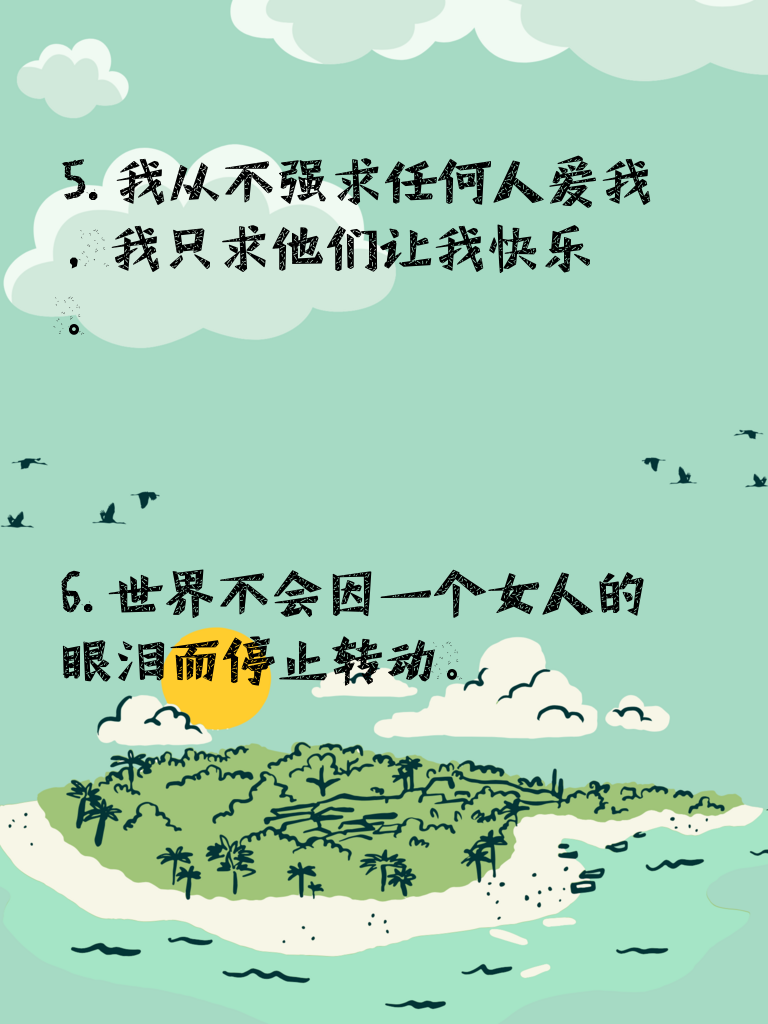 5. 我从不强求任何人爱我
，我只求他们让我快乐
。
6. 世界不会因一个女人的
眼泪而停止转动。